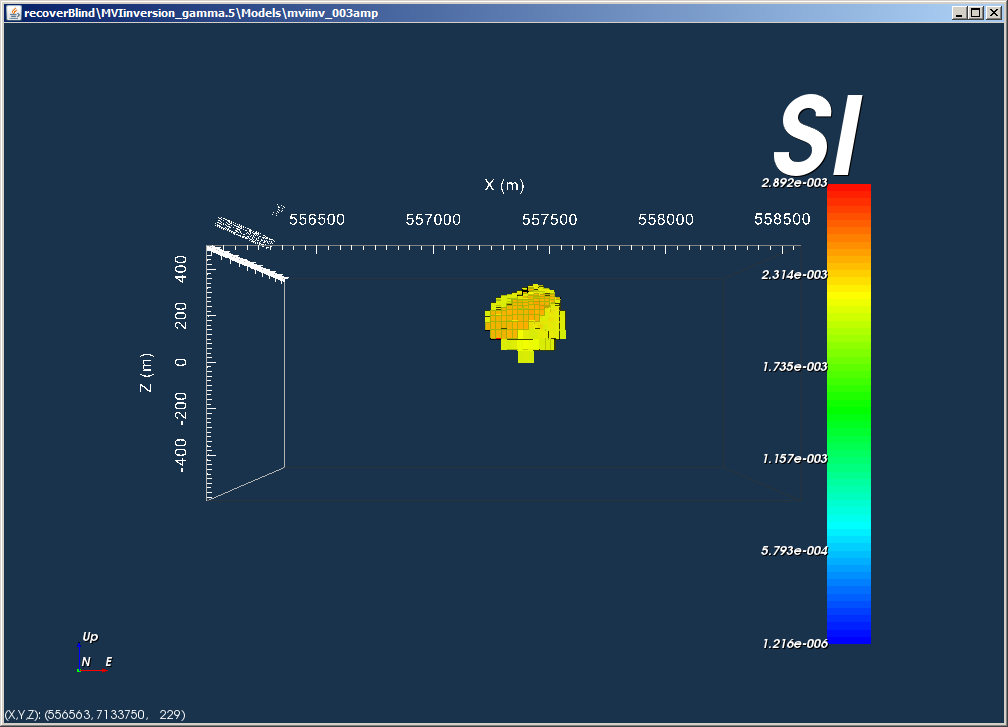 recoverBlind\MVIinversion_gamma.5\Models\mviinv_003amp
SI
X (m)
2.892e-003
556500 557000 557500 558000 558500
400
2.314e-003
200
Z (m)
0
1.735e-003
-200
-400
1.157e-003
5.793e-004
Up
N E
1.216e-006
(X,Y,Z): (556563, 7133750, 229)